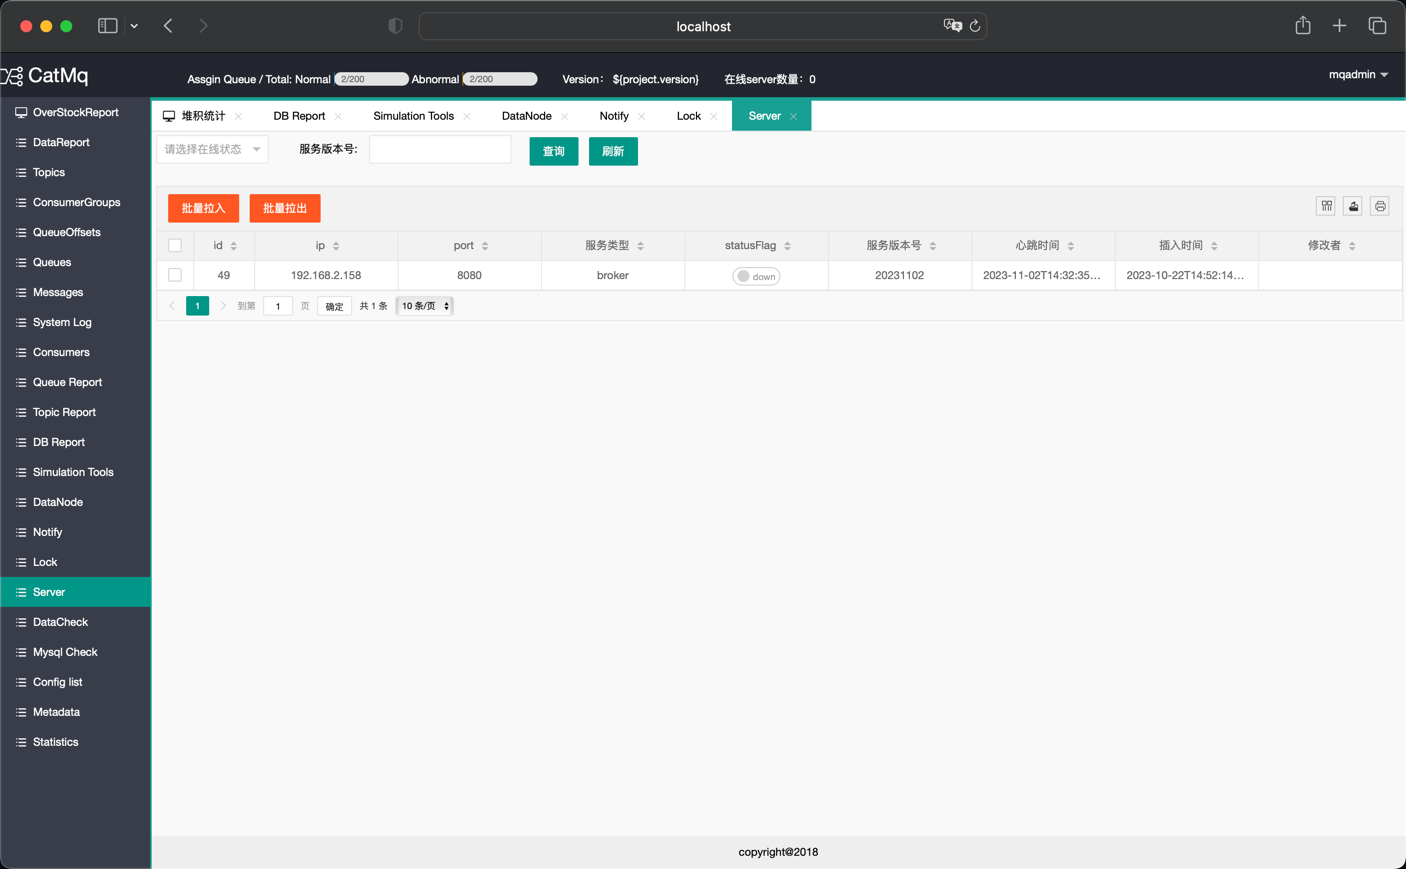 localhost
CatMq
Assgin Queue / Total: Normal 2/200 Abnormal 2/200 Version： ${project.version} 在线server数量：0
mqadmin
OverStockReport
DataReport
Topics
ConsumerGroups
QueueOffsets
Queues
Messages
System Log
Consumers
Queue Report
Topic Report
DB Report
Simulation Tools
DataNode
Notify
Lock
Server
DataCheck
Mysql Check
Config list
Metadata
Statistics
堆积统计 DB Report Simulation Tools DataNode Notify Lock Server
请选择在线状态 服务版本号: 查询 刷新
批量拉入 批量拉出
id ip port 服务类型 statusFlag 服务版本号 心跳时间 插入时间 修改者
49 192.168.2.158 8080 broker down 20231102 2023-11-02T14:32:35... 2023-10-22T14:52:14...
1 到第 1 页 确定 共 1 条 10 条/页
copyright@2018